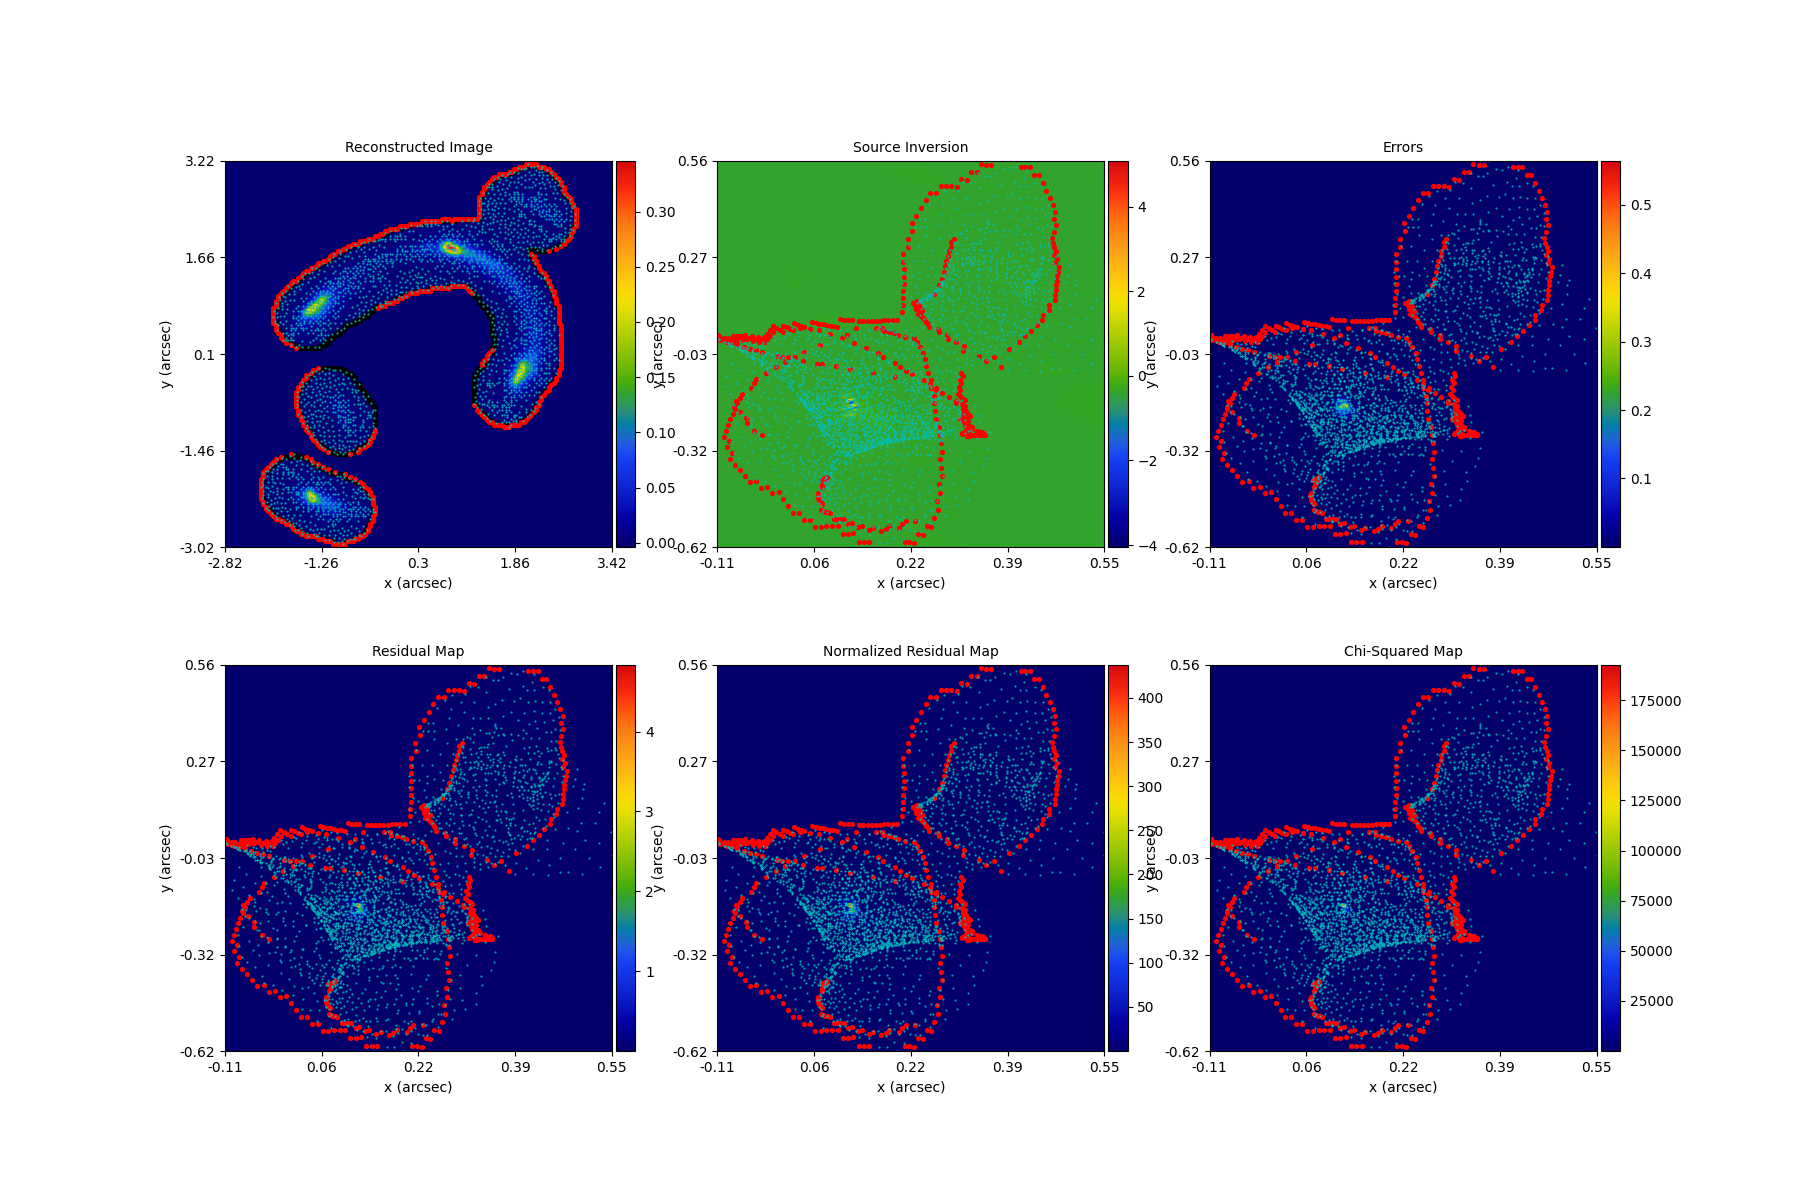 Reconstructed Image
3.22
1.66
0.1
-1.46
-3.02
-2.82 -1.26 0.3 1.86 3.42
x (arcsec)
y (arcsec)
0.30
0.25
0.20
0.15
0.10
0.05
0.00
Source Inversion
0.56
0.27
-0.03
-0.32
-0.62
-0.11 0.06 0.22 0.39 0.55
x (arcsec)
y (arcsec)
4
2
0
−2
−4
Errors
0.56
0.27
-0.03
-0.32
-0.62
-0.11 0.06 0.22 0.39 0.55
x (arcsec)
y (arcsec)
0.5
0.4
0.3
0.2
0.1
Residual Map
0.56
0.27
-0.03
-0.32
-0.62
-0.11 0.06 0.22 0.39 0.55
x (arcsec)
y (arcsec)
4
3
2
1
Normalized Residual Map
0.56
0.27
-0.03
-0.32
-0.62
-0.11 0.06 0.22 0.39 0.55
x (arcsec)
y (arcsec)
400
350
300
250
200
150
100
50
Chi-Squared Map
0.56
0.27
-0.03
-0.32
-0.62
-0.11 0.06 0.22 0.39 0.55
x (arcsec)
y (arcsec)
175000
150000
125000
100000
75000
50000
25000